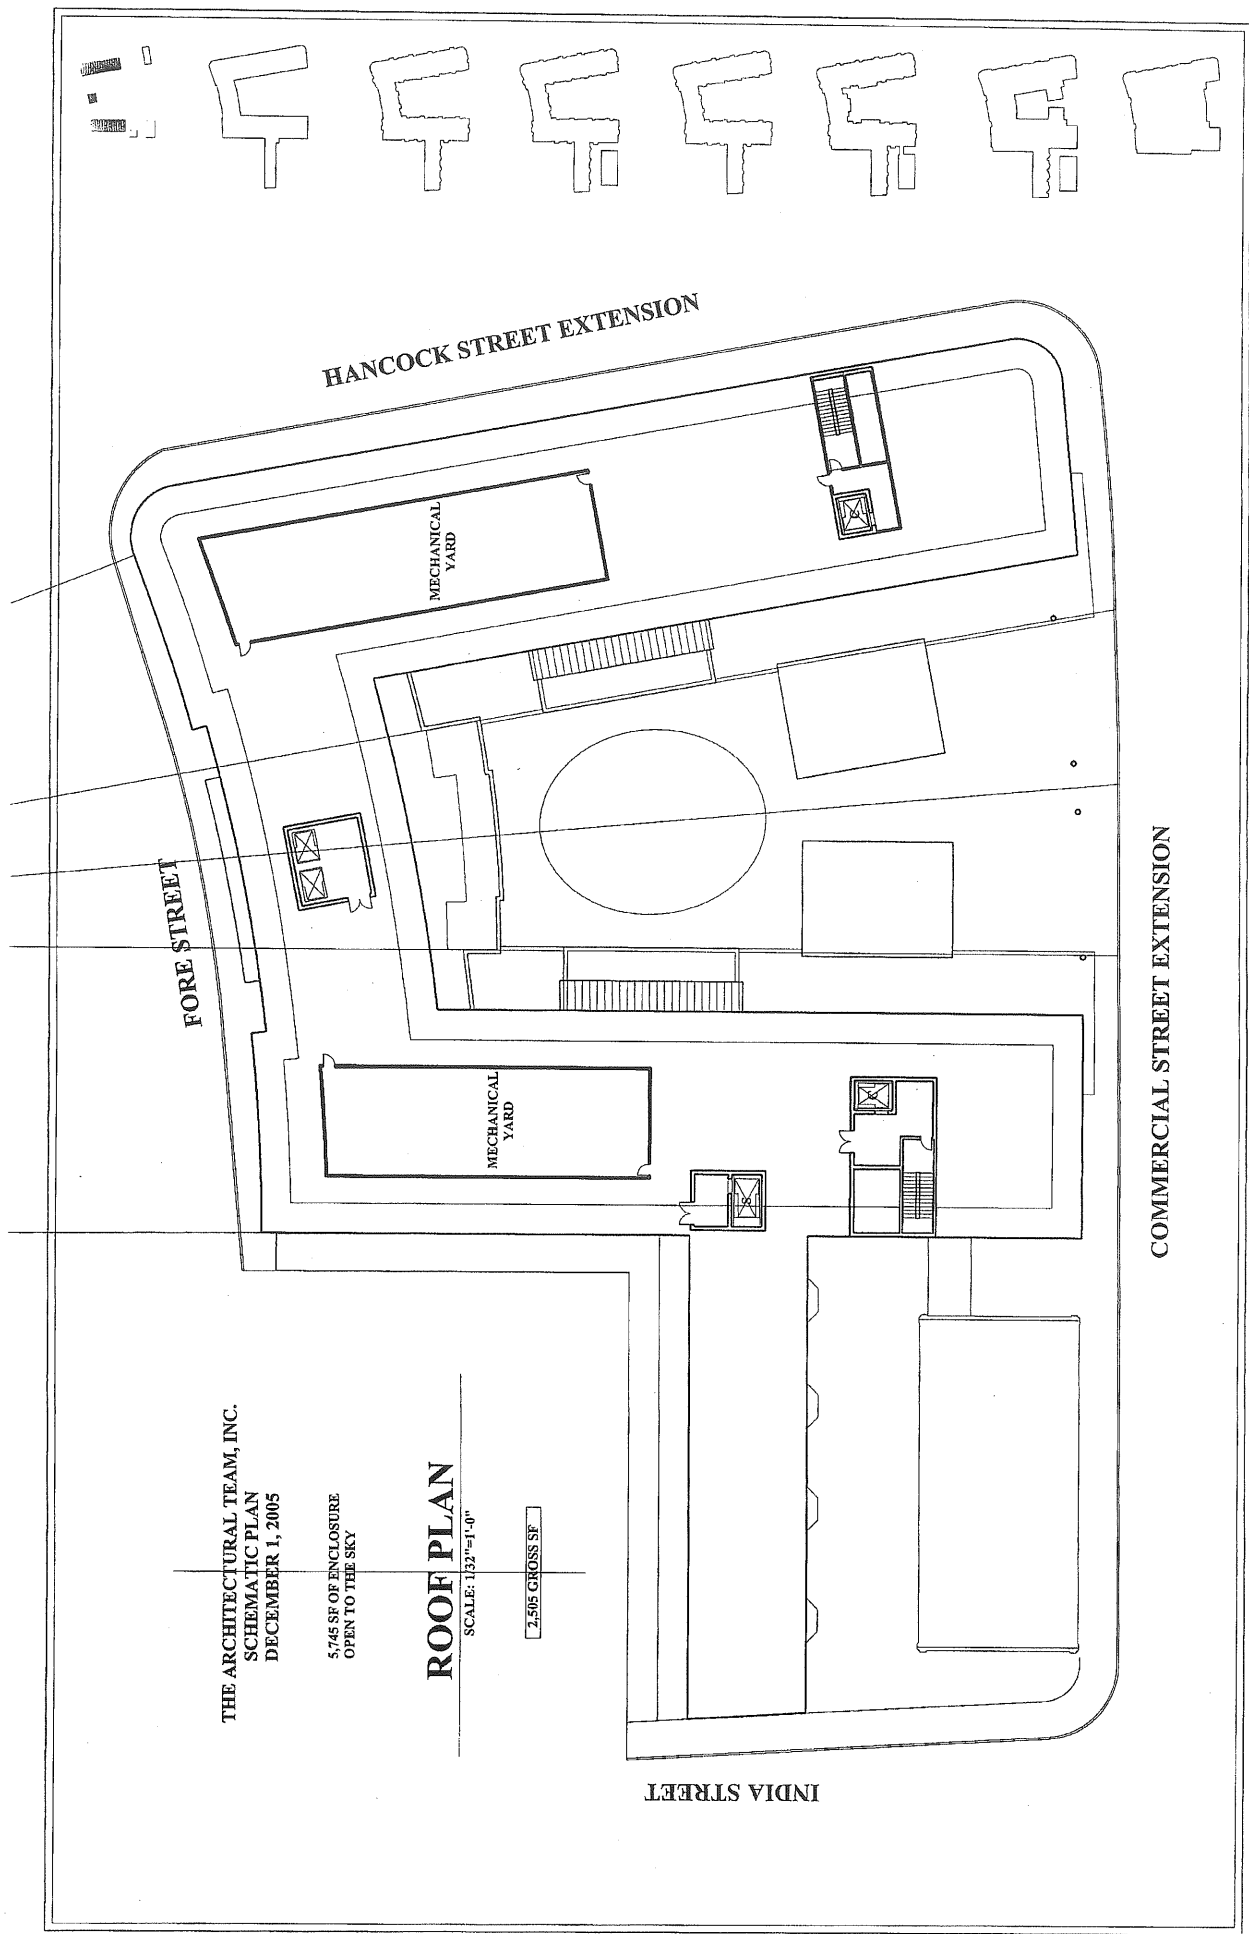 HANCOCK STREET EXTENSION
MECHANICAL
YARD
FORE STREET
MECHANICAL
YARD
COMMERCIAL STREET EXTENSION
THE ARCHITECTURAL TEAM, INC.
SCHEMATIC PLAN
DECEMBER 1, 2005
5,745 SF OF ENCLOSURE
OPEN TO THE SKY
ROOF PLAN
SCALE: 1/32"=1'-0"
2,505 GROSS SF
INDIA STREET